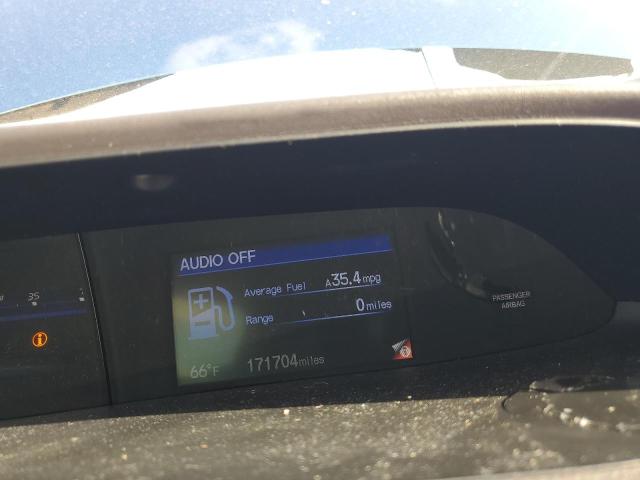 AUDIO OFF
Average Fuel A35.4mpg
Range 0miles
66°F 171704miles
35
PASSENGER
AIRBAG